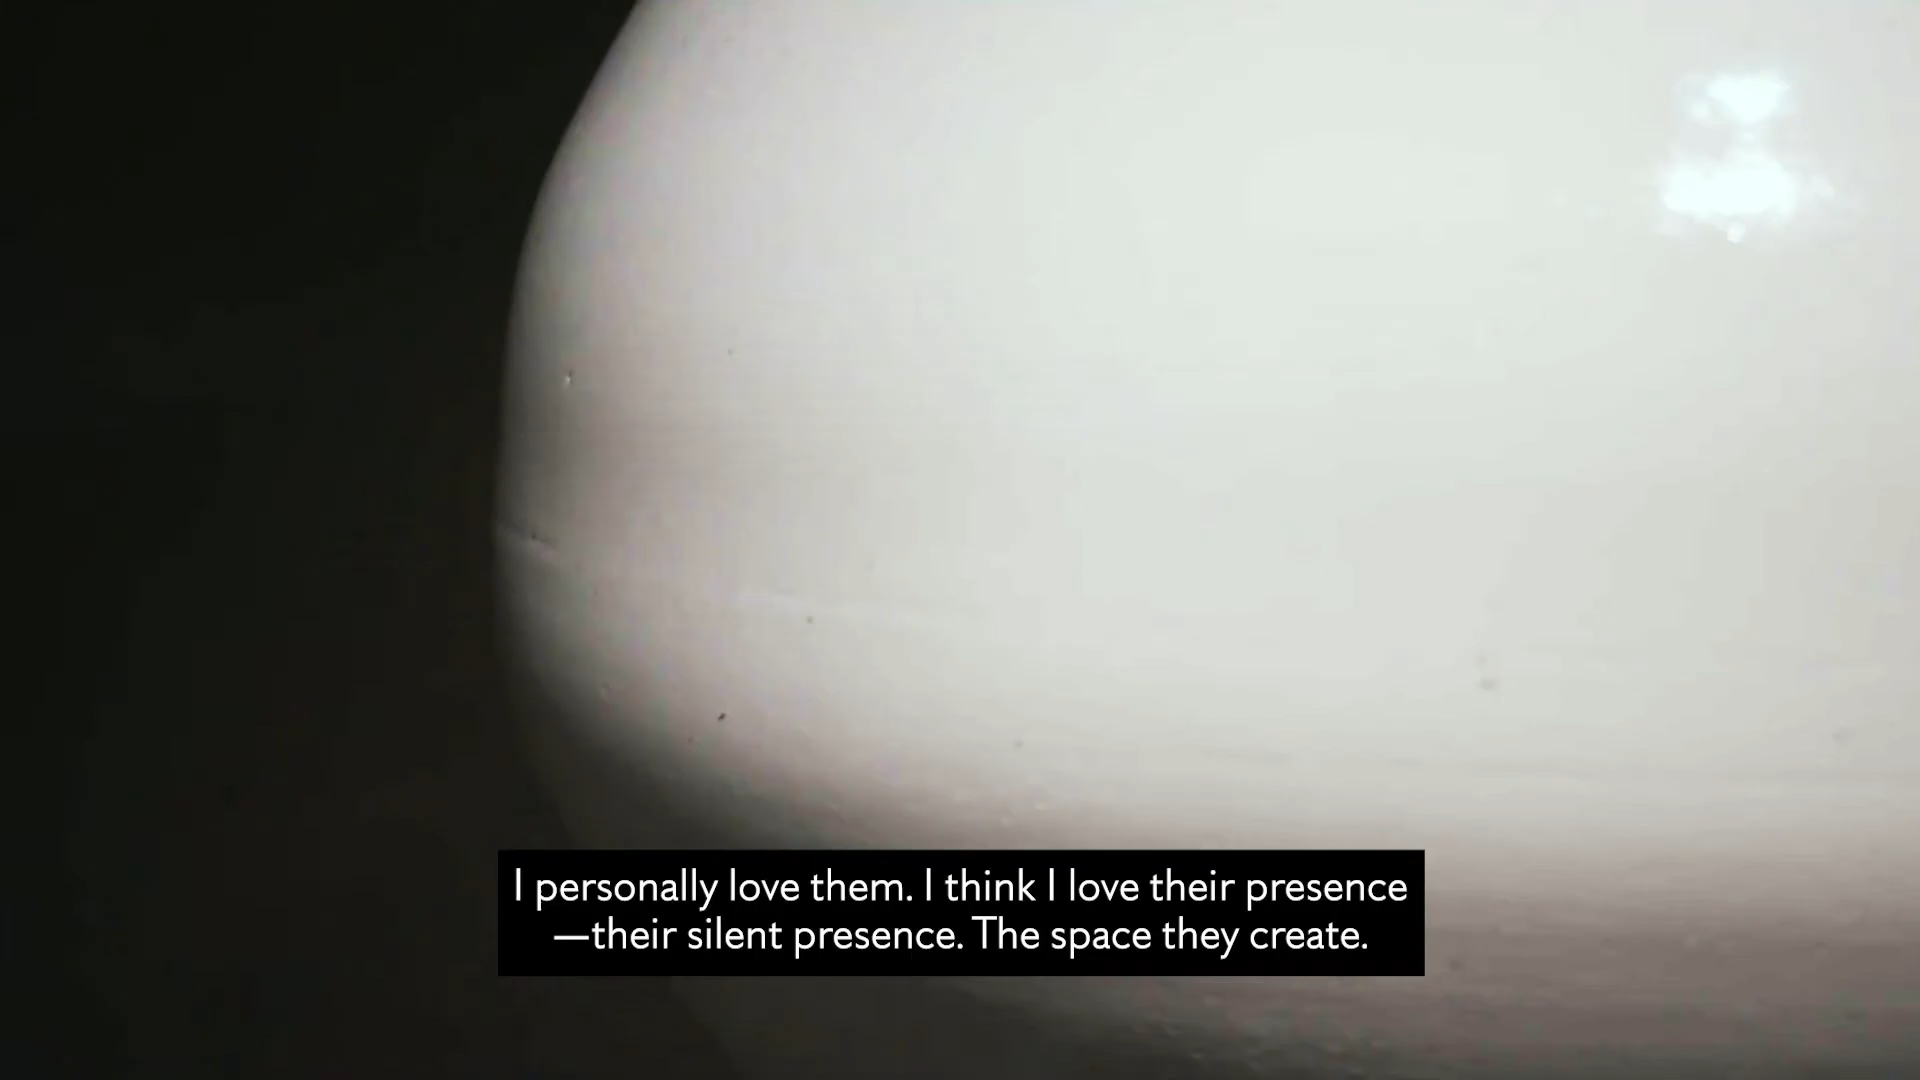 I personally love them. I think I love their presence
—their silent presence. The space they create.